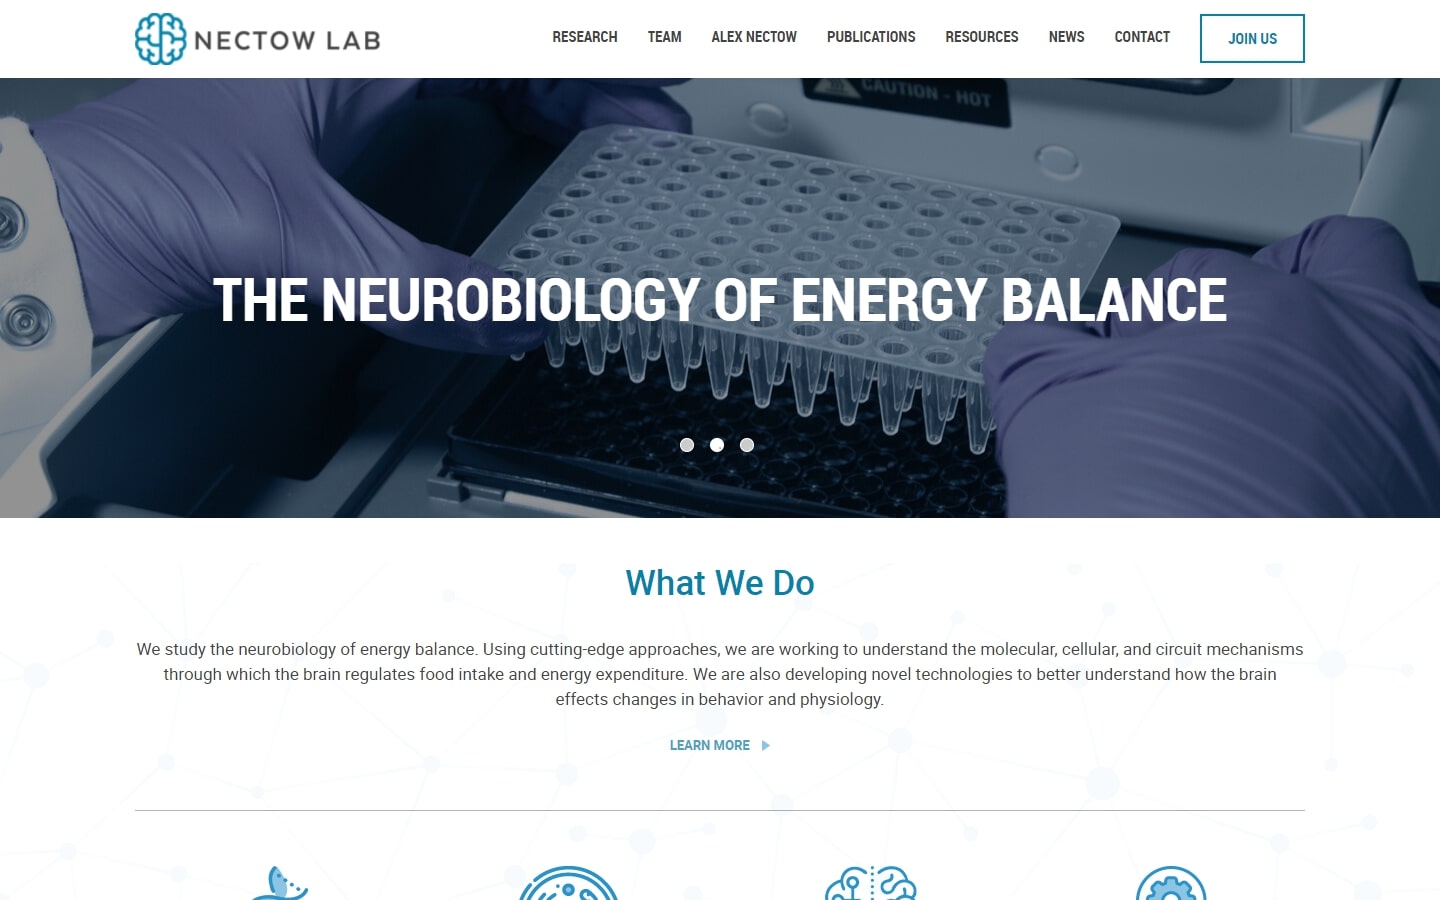 NECTOW LAB
RESEARCH
TEAM
ALEX NECTOW
PUBLICATIONS
RESOURCES
NEWS
CONTACT
JOIN US
CAUTION - HOT
THE NEUROBIOLOGY OF ENERGY BALANCE
What We Do
We study the neurobiology of energy balance. Using cutting-edge approaches, we are working to understand the molecular, cellular, and circuit mechanisms
through which the brain regulates food intake and energy expenditure. We are also developing novel technologies to better understand how the brain
effects changes in behavior and physiology.
LEARN MORE